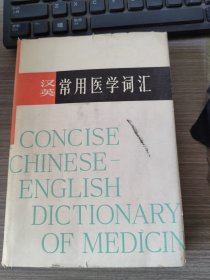 汉英
常用医学词汇
CONCISE
CHINESE-
ENGLISH
DICTIONARY
OF MEDICIN